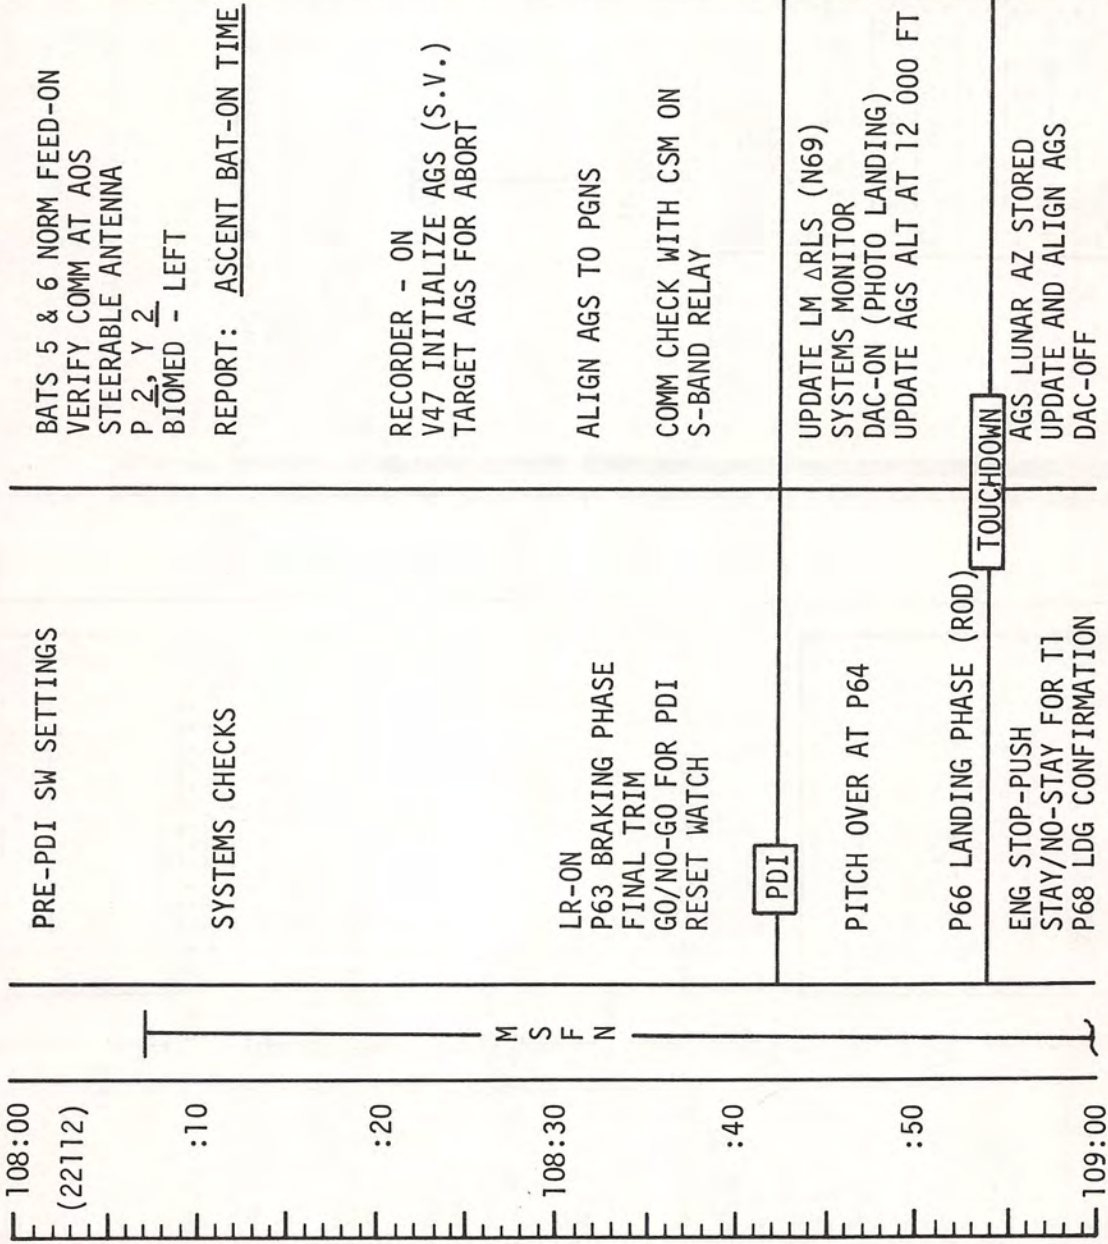 108:00
(22112)
:10
:20
108:30
:40
:50
109:00
M
S
F
N
PRE-PDI SW SETTINGS
SYSTEMS CHECKS
LR-ON
P63 BRAKING PHASE
FINAL TRIM
GO/NO-GO FOR PDI
RESET WATCH
PDI
PITCH OVER AT P64
P66 LANDING PHASE (ROD)
TOUCHDOWN
ENG STOP-PUSH
STAY/NO-STAY FOR T1
P68 LDG CONFIRMATION
BATS 5 & 6 NORM FEED-ON
VERIFY COMM AT AOS
STEERABLE ANTENNA
P 2, Y 2
BIOMED - LEFT
REPORT: ASCENT BAT-ON TIME
RECORDER - ON
V47 INITIALIZE AGS (S.V.)
TARGET AGS FOR ABORT
ALIGN AGS TO PGNS
COMM CHECK WITH CSM ON
S-BAND RELAY
UPDATE LM ΔRLS (N69)
SYSTEMS MONITOR
DAC-ON (PHOTO LANDING)
UPDATE AGS ALT AT 12 000 FT
AGS LUNAR AZ STORED
UPDATE AND ALIGN AGS
DAC-OFF